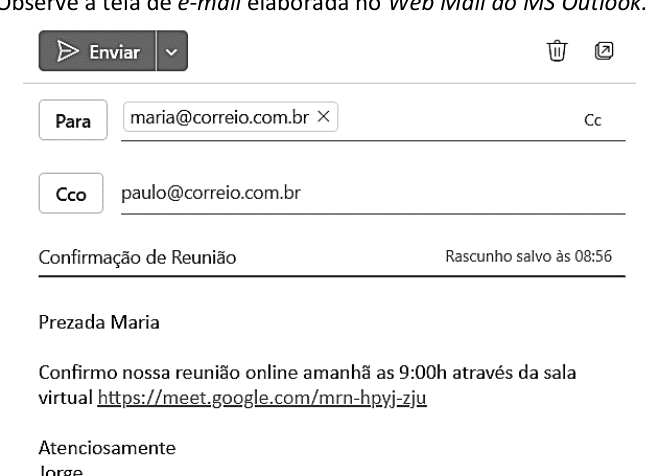 Observe a tela de e-mail elaborada no Web Mail do MS Outlook.
Enviar
Para maria@correio.com.br Cc
Cco paulo@correio.com.br
Confirmação de Reunião Rascunho salvo às 08:56
Prezada Maria
Confirmo nossa reunião online amanhã as 9:00h através da sala
virtual https://meet.google.com/mrn-hpyj-zju
Atenciosamente
Jorge